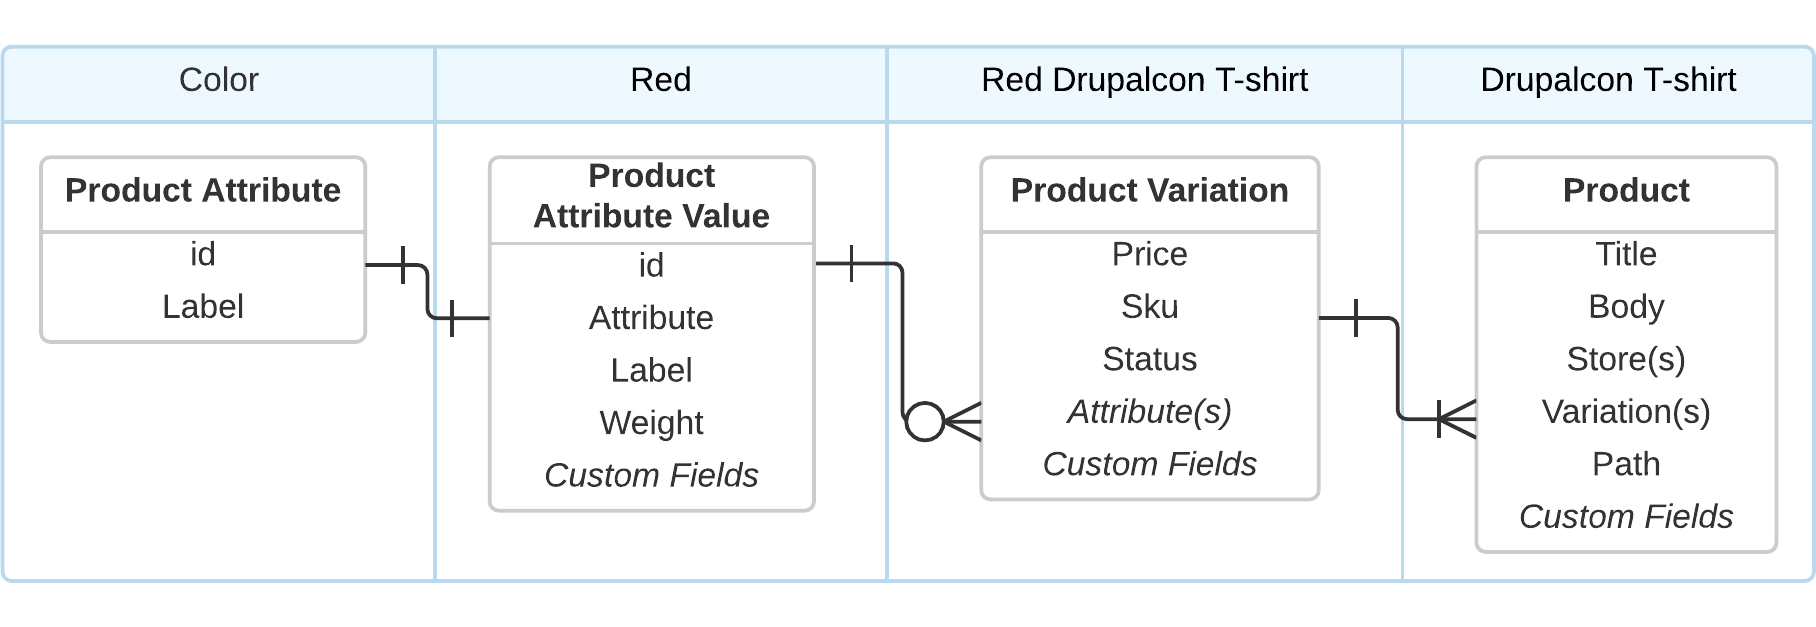 Color
Red
Red Drupalcon T-shirt
Drupalcon T-shirt
Product Attribute
id
Label
Product
Attribute Value
id
Attribute
Label
Weight
Custom Fields
Product Variation
Price
Sku
Status
Attribute(s)
Custom Fields
Product
Title
Body
Store(s)
Variation(s)
Path
Custom Fields